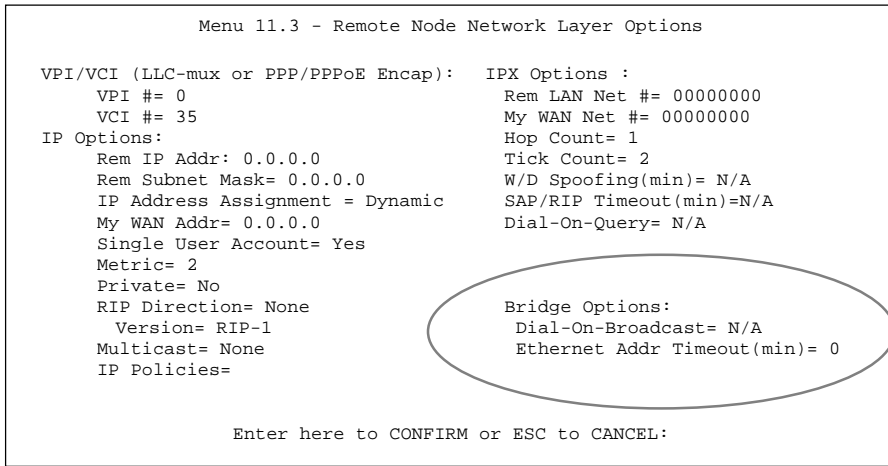 Menu 11.3 - Remote Node Network Layer Options
VPI/VCI (LLC-mux or PPP/PPPoE Encap):
VPI #= 0
VCI #= 35
IP Options:
Rem IP Addr: 0.0.0.0
Rem Subnet Mask= 0.0.0.0
IP Address Assignment = Dynamic
My WAN Addr= 0.0.0.0
Single User Account= Yes
Metric= 2
Private= No
RIP Direction= None
Version= RIP-1
Multicast= None
IP Policies=
IPX Options :
Rem LAN Net #= 00000000
My WAN Net #= 00000000
Hop Count= 1
Tick Count= 2
W/D Spoofing(min)= N/A
SAP/RIP Timeout(min)=N/A
Dial-On-Query= N/A
Bridge Options:
Dial-On-Broadcast= N/A
Ethernet Addr Timeout(min)= 0
Enter here to CONFIRM or ESC to CANCEL: